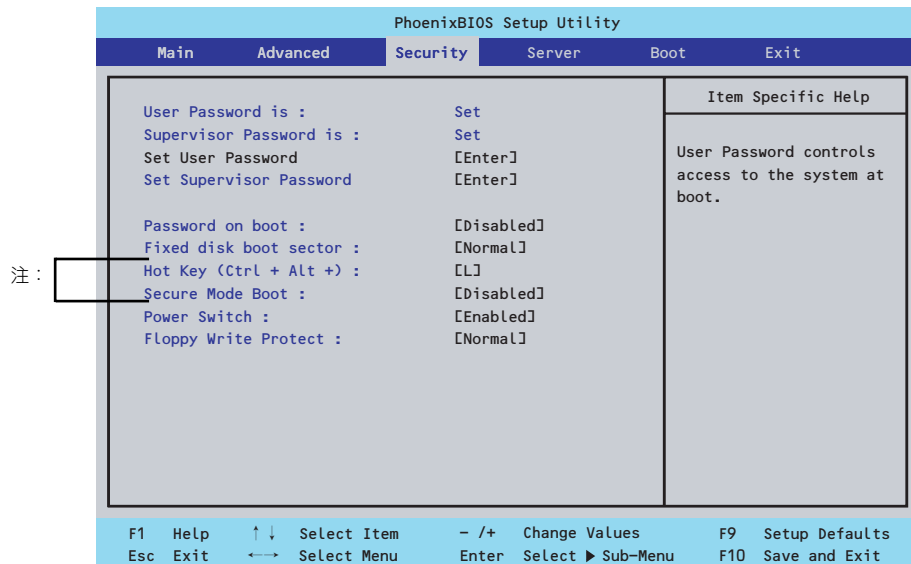 PhoenixBIOS Setup Utility
Main Advanced Security Server Boot Exit
User Password is : Set
Supervisor Password is : Set
Set User Password [Enter]
Set Supervisor Password [Enter]
Password on boot : [Disabled]
Fixed disk boot sector : [Normal]
注：
Hot Key (Ctrl + Alt +) : [L]
Secure Mode Boot : [Disabled]
Power Switch : [Enabled]
Floppy Write Protect : [Normal]
Item Specific Help
User Password controls
access to the system at
boot.
F1 Help ↑↓ Select Item - /+ Change Values F9 Setup Defaults
Esc Exit ←→ Select Menu Enter Select ▶ Sub-Menu F10 Save and Exit